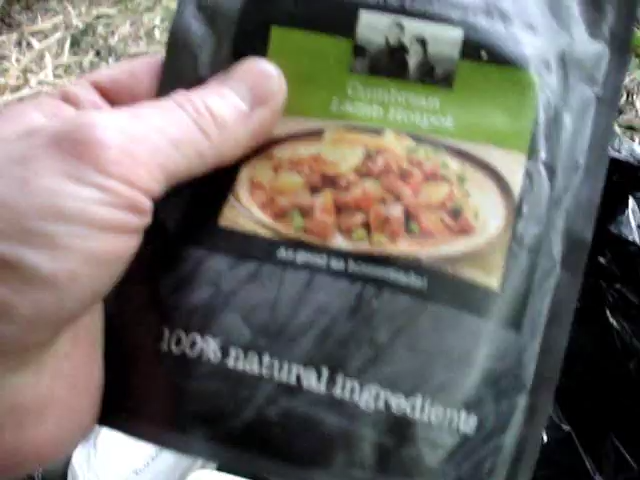 Cumbrian
Lamb Hotpot
As good as homemade!
100% natural ingredients